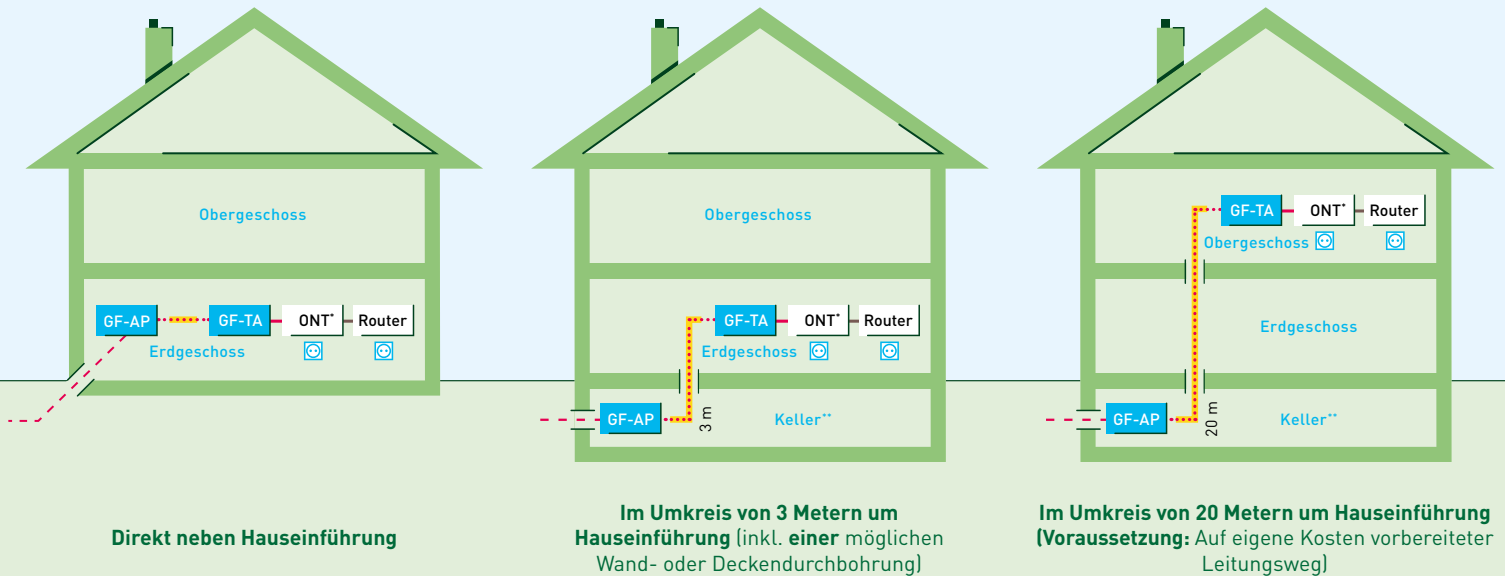 Obergeschoss
GF-AP
GF-TA
ONT*
Router
Erdgeschoss
Direkt neben Hauseinführung
Obergeschoss
GF-TA
ONT*
Router
Erdgeschoss
GF-AP
3 m
Keller**
Im Umkreis von 3 Metern um
Hauseinführung (inkl. einer möglichen
Wand- oder Deckendurchbohrung)
GF-TA
ONT*
Router
Obergeschoss
Erdgeschoss
GF-AP
20 m
Keller**
Im Umkreis von 20 Metern um Hauseinführung
(Voraussetzung: Auf eigene Kosten vorbereiteter
Leitungsweg)